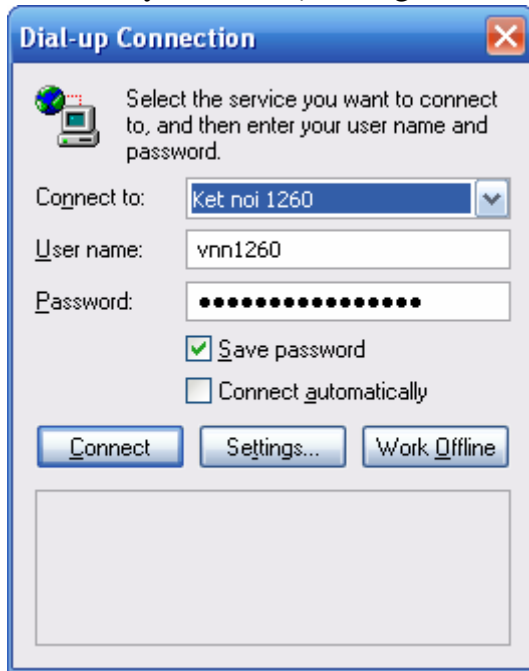 Dial-up Connection
Select the service you want to connect
to, and then enter your user name and
password.
Connect to: Ket noi 1260
User name: vnn1260
Password: ••••••••••••••••
Save password
Connect automatically
Connect Settings... Work Offline